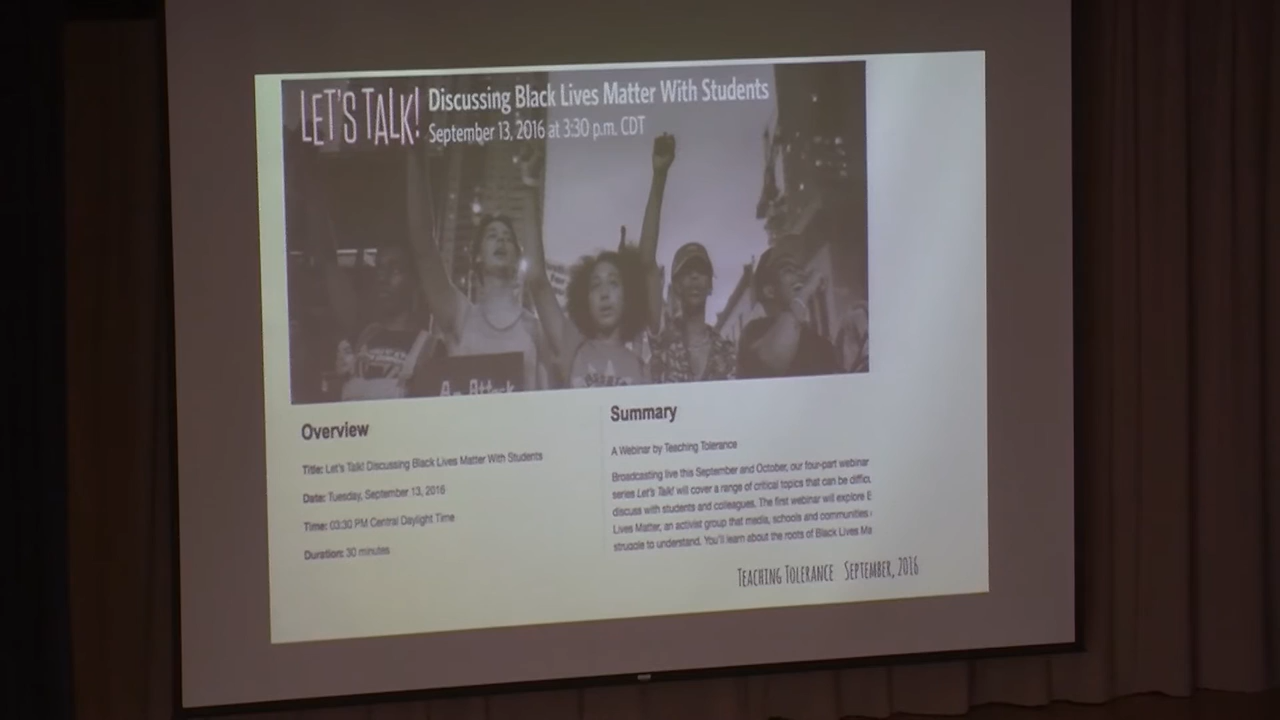 LET'S TALK! Discussing Black Lives Matter With Students
September 13, 2016 at 3:30 p.m. CDT
An Attack
Overview
Title: Let's Talk! Discussing Black Lives Matter With Students
Date: Tuesday, September 13, 2016
Time: 03:30 PM Central Daylight Time
Duration: 30 minutes
Summary
A Webinar by Teaching Tolerance
Broadcasting live this September and October, our four-part webinar
series Let's Talk! will cover a range of critical topics that can be difficu
discuss with students and colleagues. The first webinar will explore B
Lives Matter, an activist group that media, schools and communities
struggle to understand. You'll learn about the roots of Black Lives Ma
TEACHING TOLERANCE SEPTEMBER, 2016